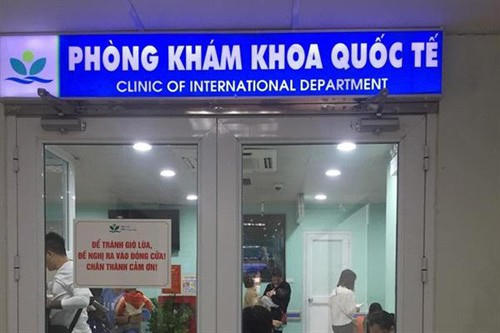 PHÒNG KHÁM KHOA QUỐC TẾ
CLINIC OF INTERNATIONAL DEPARTMENT
ĐỂ TRÁNH GIÓ LÙA,
ĐỀ NGHỊ RA VÀO ĐÓNG CỬA!
CHÂN THÀNH CẢM ƠN!